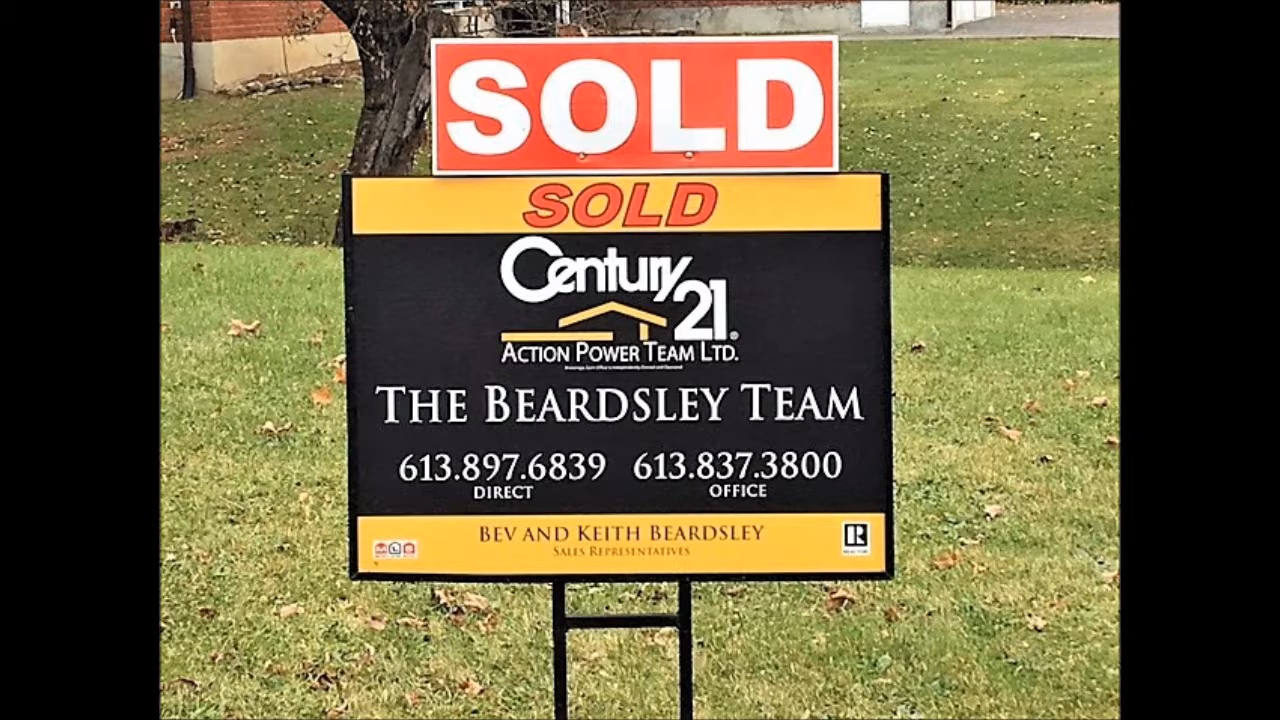 SOLD
SOLD
Century 21®
ACTION POWER TEAM LTD.
THE BEARDSLEY TEAM
613.897.6839 613.837.3800
DIRECT OFFICE
BEV AND KEITH BEARDSLEY
SALES REPRESENTATIVES